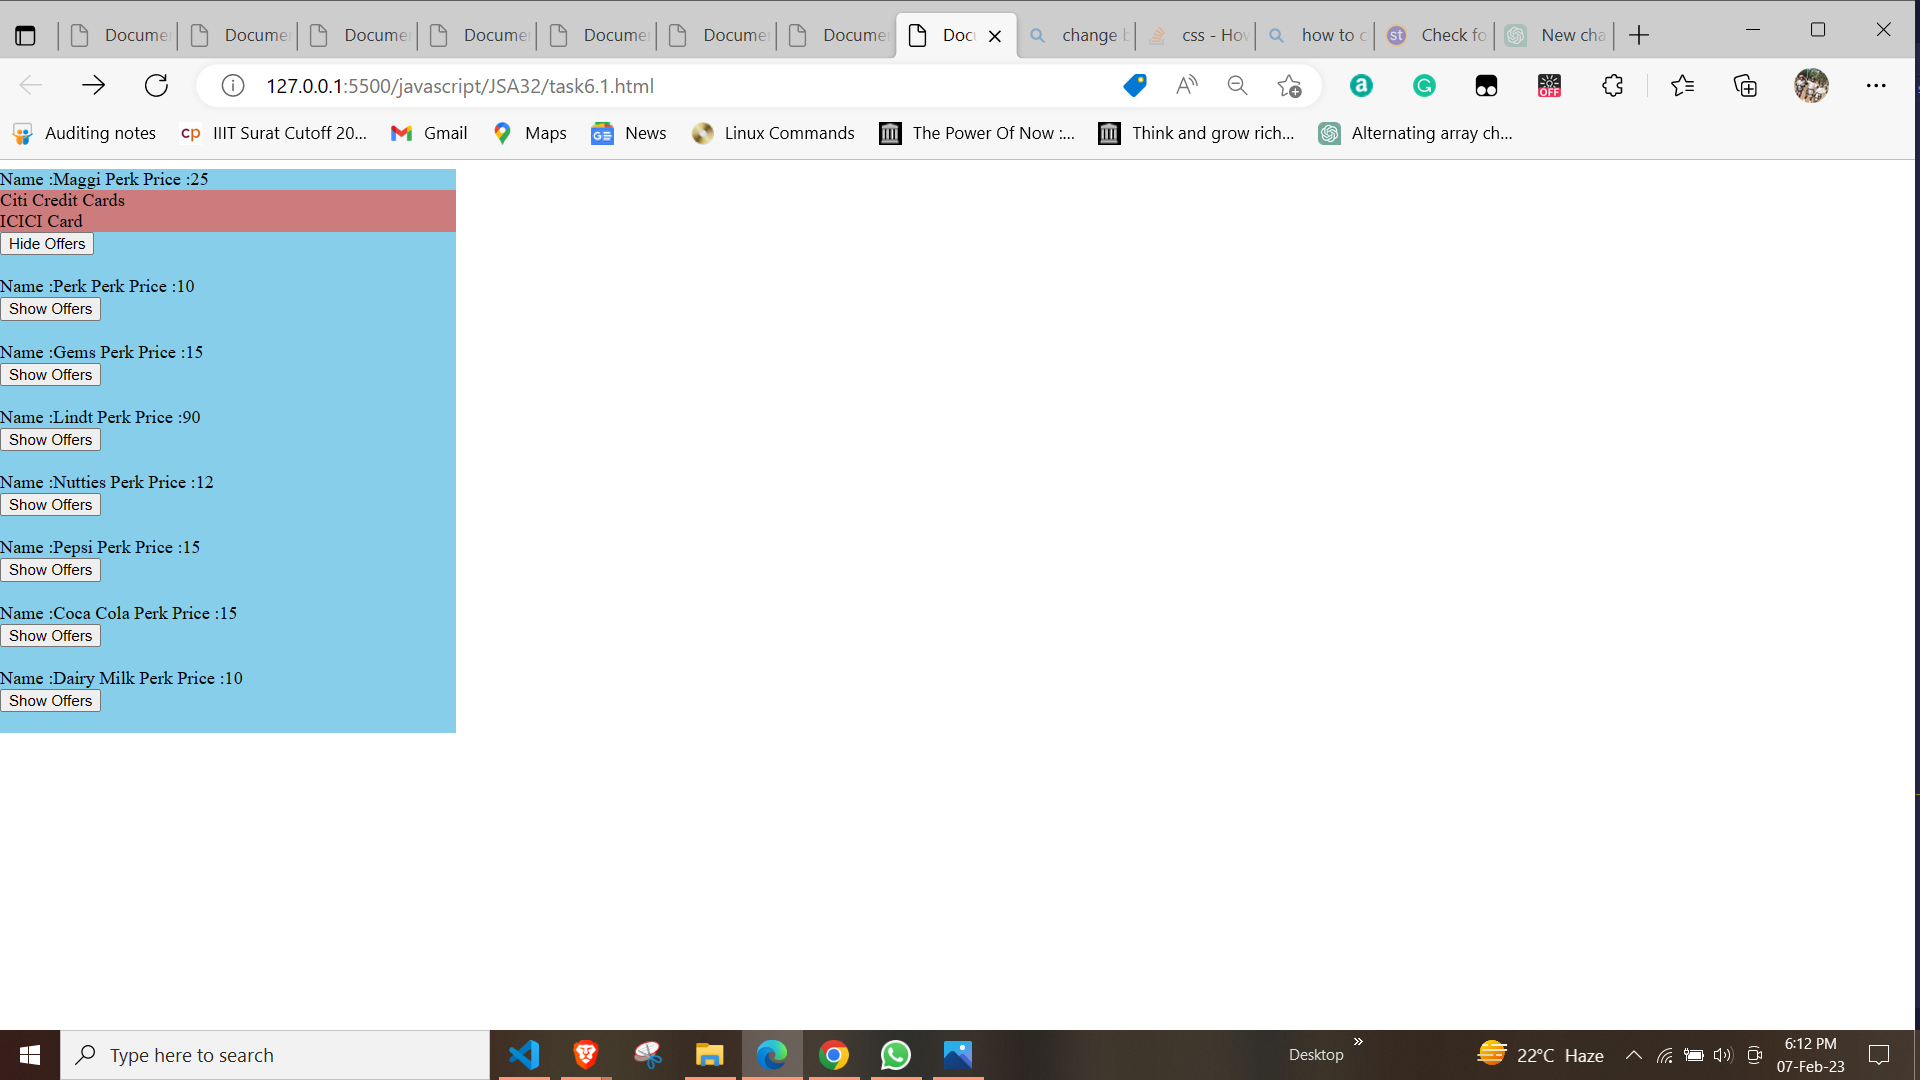 Docume Docume Docume Docume Docume Docume Docume Doc change css - How how to c Check fo New cha
127.0.0.1:5500/javascript/JSA32/task6.1.html
OFF
Auditing notes IIIT Surat Cutoff 20... Gmail Maps News Linux Commands The Power Of Now :... Think and grow rich... Alternating array ch...
Name :Maggi Perk Price :25
Citi Credit Cards
ICICI Card
Hide Offers
Name :Perk Perk Price :10
Show Offers
Name :Gems Perk Price :15
Show Offers
Name :Lindt Perk Price :90
Show Offers
Name :Nutties Perk Price :12
Show Offers
Name :Pepsi Perk Price :15
Show Offers
Name :Coca Cola Perk Price :15
Show Offers
Name :Dairy Milk Perk Price :10
Show Offers
Type here to search
Desktop
22°C Haze
6:12 PM
07-Feb-23